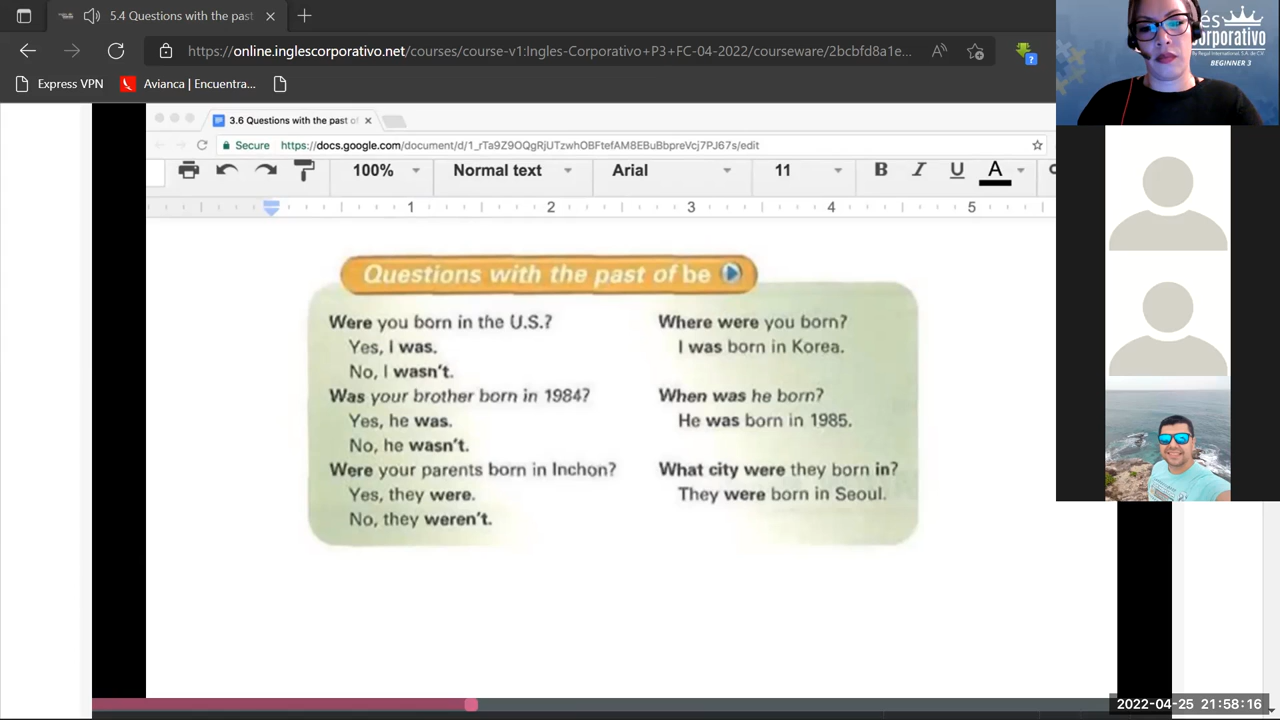 5.4 Questions with the past
https://online.inglescorporativo.net/courses/course-v1:Ingles-Corporativo+P3+FC-04-2022/courseware/2bcbfd8a1e...
Express VPN
Avianca | Encuentra...
és
corporativo
By Regal International, S.A. de C.V.
BEGINNER 3
3.6 Questions with the past of
Secure
https://docs.google.com/document/d/1_rTa9Z9OQgRjUTzwhOBFtefAM8EBuBbpreVcj7PJ67s/edit
100% Normal text Arial 11 B I U A
1 2 3 4 5
Questions with the past of be
Were you born in the U.S.?
Yes, I was.
No, I wasn't.
Was your brother born in 1984?
Yes, he was.
No, he wasn't.
Were your parents born in Inchon?
Yes, they were.
No, they weren't.
Where were you born?
I was born in Korea.
When was he born?
He was born in 1985.
What city were they born in?
They were born in Seoul.
2022-04-25 21:58:16